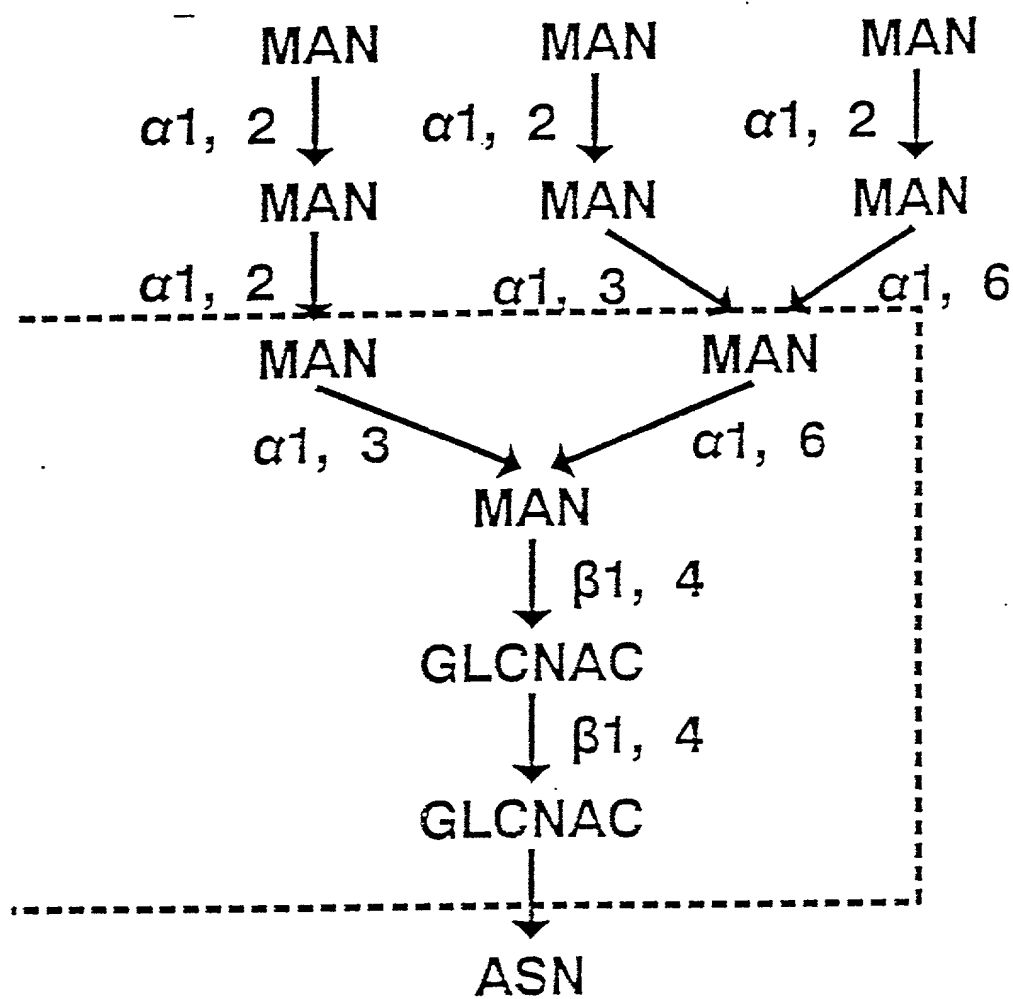 MAN MAN MAN
α1, 2 α1, 2 α1, 2
MAN MAN MAN
α1, 2 α1, 3 α1, 6
MAN MAN
α1, 3 α1, 6
MAN
β1, 4
GLCNAC
β1, 4
GLCNAC
ASN